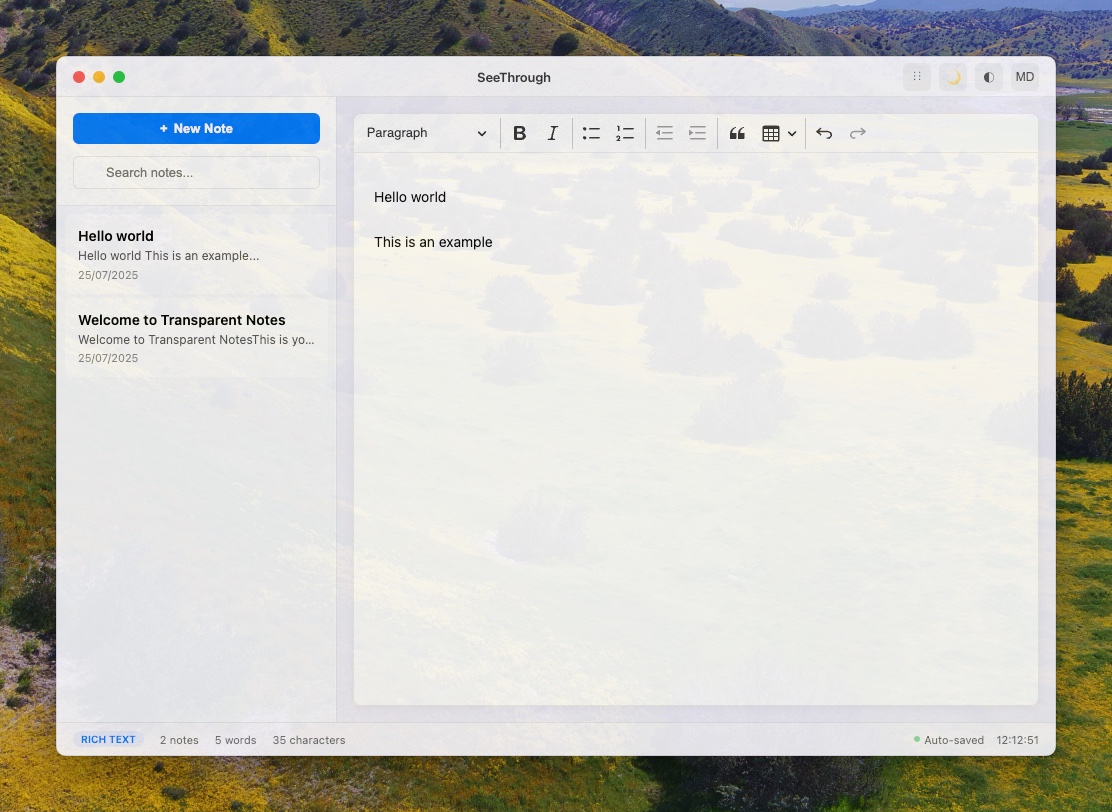 SeeThrough
MD
+ New Note
Search notes...
Hello world
Hello world This is an example...
25/07/2025
Welcome to Transparent Notes
Welcome to Transparent NotesThis is yo...
25/07/2025
Paragraph
B I
Hello world
This is an example
RICH TEXT 2 notes 5 words 35 characters
Auto-saved 12:12:51